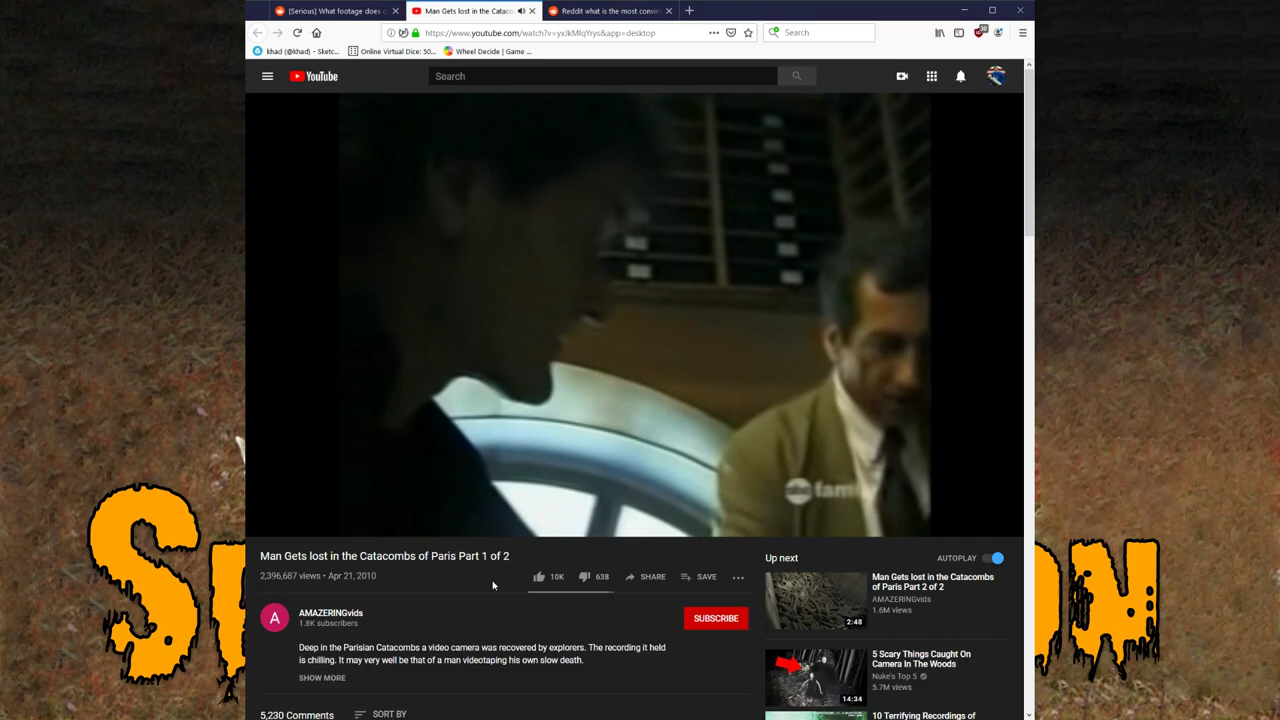 [Serious] What footage does c
Man Gets lost in the Cataco
Reddit what is the most convin
https://www.youtube.com/watch?v=yxJkMlqYrys&app=desktop
Search
30
khad (@khad) - Sketc...
Online Virtual Dice: 50...
Wheel Decide | Game ...
YouTube
Search
abc family
Man Gets lost in the Catacombs of Paris Part 1 of 2
2,396,687 views • Apr 21, 2010
10K
638
SHARE
SAVE
A
AMAZERINGvids
1.8K subscribers
SUBSCRIBE
Deep in the Parisian Catacombs a video camera was recovered by explorers. The recording it held
is chilling. It may very well be that of a man videotaping his own slow death.
SHOW MORE
5,230 Comments
SORT BY
Up next
AUTOPLAY
Man Gets lost in the Catacombs
of Paris Part 2 of 2
AMAZERINGvids
1.6M views
2:48
5 Scary Things Caught On
Camera In The Woods
Nuke's Top 5
5.7M views
14:34
10 Terrifying Recordings of
S
ON